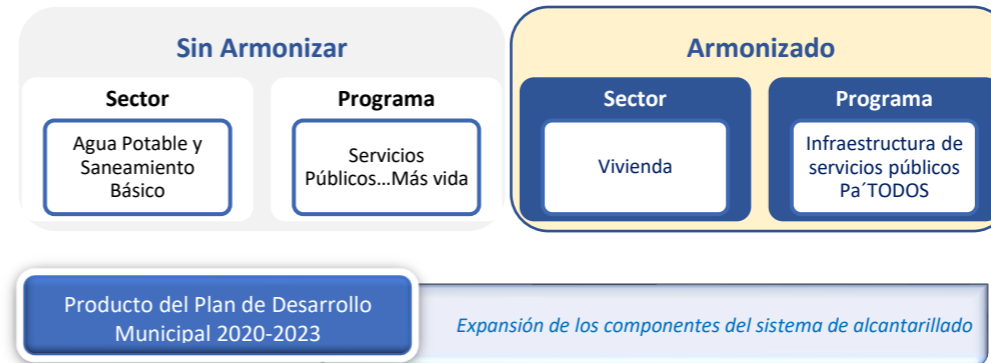 Sin Armonizar
Sector
Agua Potable y
Saneamiento
Básico
Programa
Servicios
Públicos...Más vida
Armonizado
Sector
Vivienda
Programa
Infraestructura de
servicios públicos
Pa´TODOS
Producto del Plan de Desarrollo
Municipal 2020-2023
Expansión de los componentes del sistema de alcantarillado